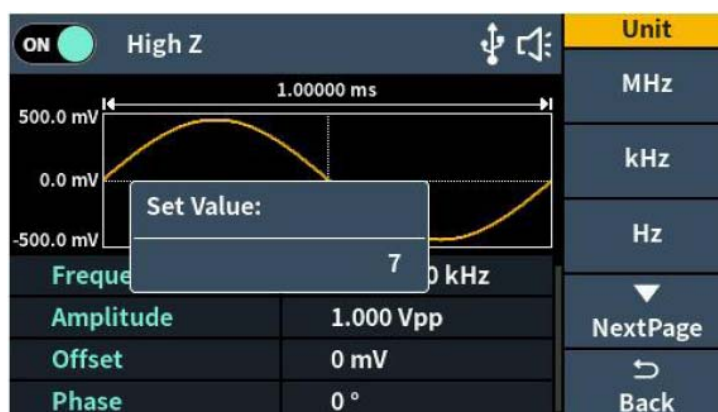 ON High Z
Unit
1.00000 ms
500.0 mV
0.0 mV
-500.0 mV
Set Value:
7
Freque 0 kHz
Amplitude 1.000 Vpp
Offset 0 mV
Phase 0 °
MHz
kHz
Hz
NextPage
Back